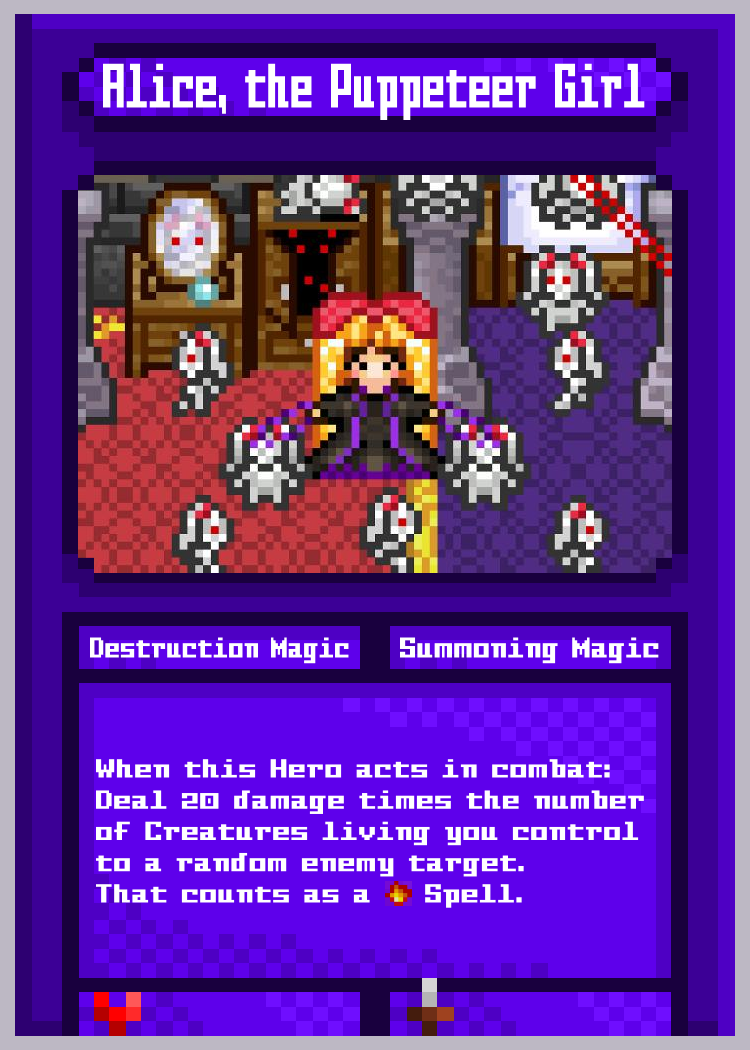 Alice, the Puppeteer Girl
Destruction Magic
Summoning Magic
When this Hero acts in combat:
Deal 20 damage times the number
of Creatures living you control
to a random enemy target.
That counts as a Spell.